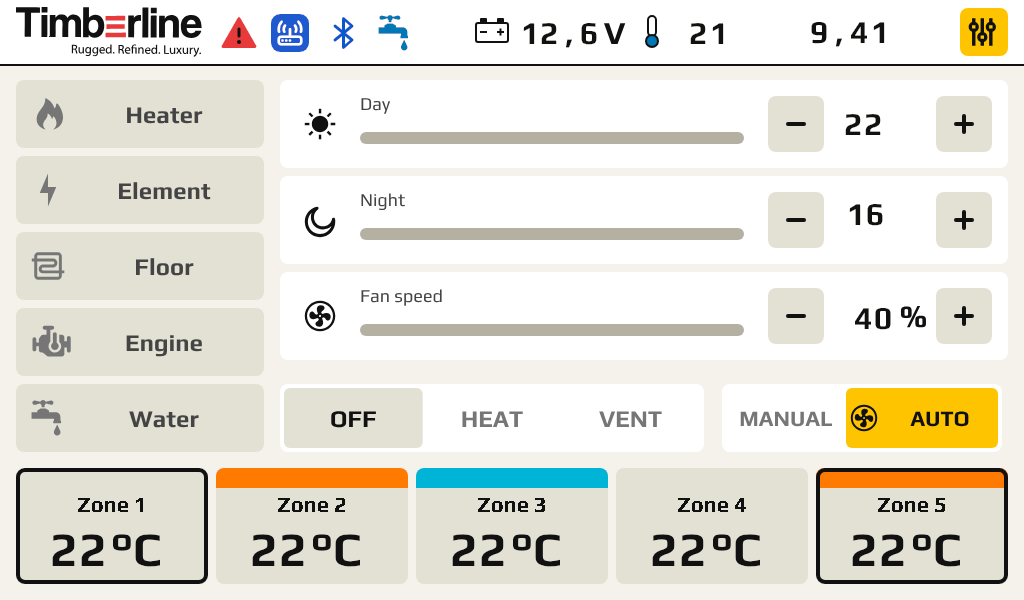 Timberline
Rugged. Refined. Luxury.
12,6V
21
9,41
Heater
Element
Floor
Engine
Water
Day
22
Night
16
Fan speed
40 %
OFF
HEAT
VENT
MANUAL
AUTO
Zone 1
22°C
Zone 2
22°C
Zone 3
22°C
Zone 4
22°C
Zone 5
22°C